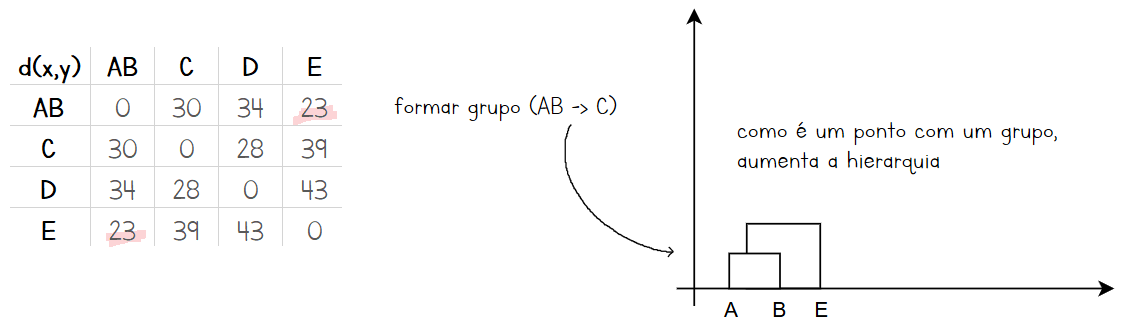 d(x,y) AB C D E
AB 0 30 34 23
C 30 0 28 39
D 34 28 0 43
E 23 39 43 0
formar grupo (AB -> C)
como é um ponto com um grupo,
aumenta a hierarquia
A B E